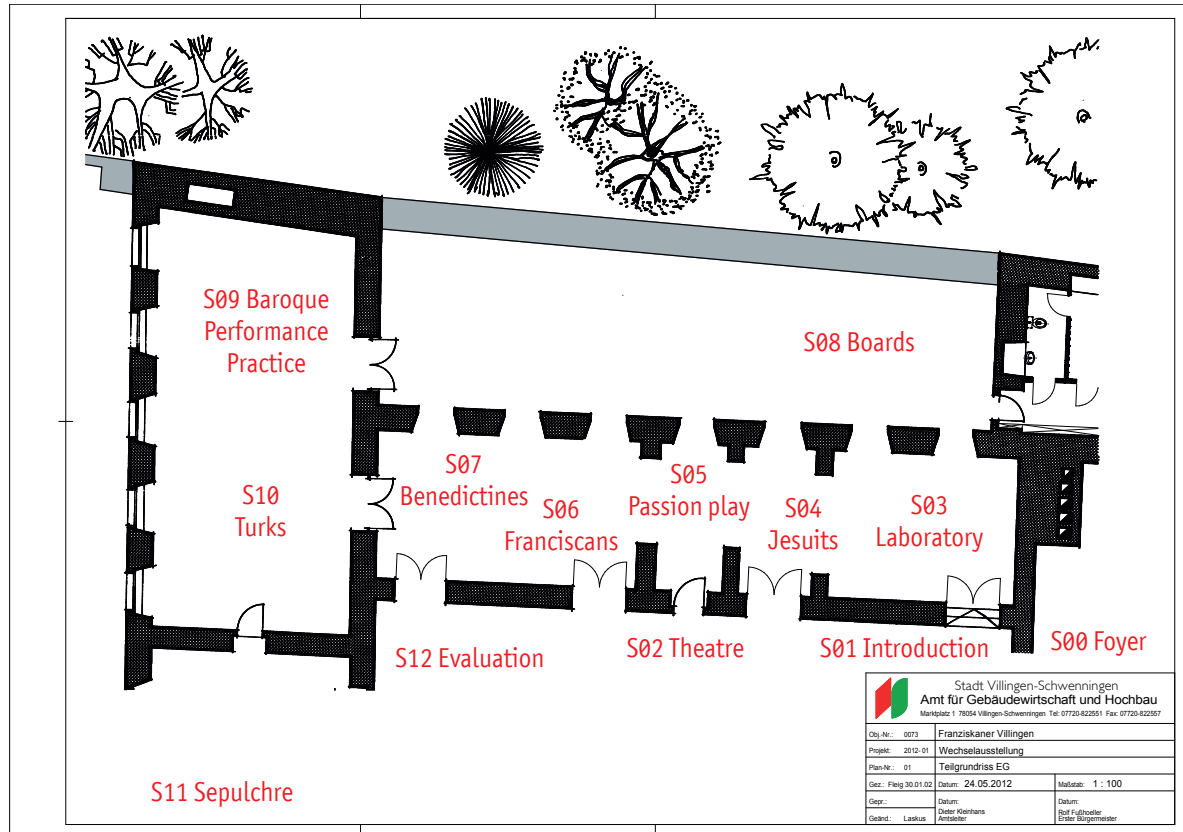 S09 Baroque
Performance
Practice
S08 Boards
S07
Benedictines
S05
Passion play
S10
Turks
S06
Franciscans
S04
Jesuits
S03
Laboratory
S12 Evaluation
S02 Theatre
S01 Introduction
S00 Foyer
S11 Sepulchre
Stadt Villingen-Schwenningen
Amt für Gebäudewirtschaft und Hochbau
Marktplatz 1 78054 Villingen-Schwenningen Tel: 07720-822551 Fax: 07720-822557
Obj.-Nr.: 0073 Franziskaner Villingen
Projekt: 2012-01 Wechselausstellung
Plan-Nr.: 01 Teilgrundriss EG
Gez.: Fleig 30.01.02 Datum: 24.05.2012 Maßstab: 1 : 100
Gepr.: Datum: Datum:
Dieter Kleinhans Rolf Fußhoeller
Geänd.: Laskus Amtsleiter Erster Bürgermeister